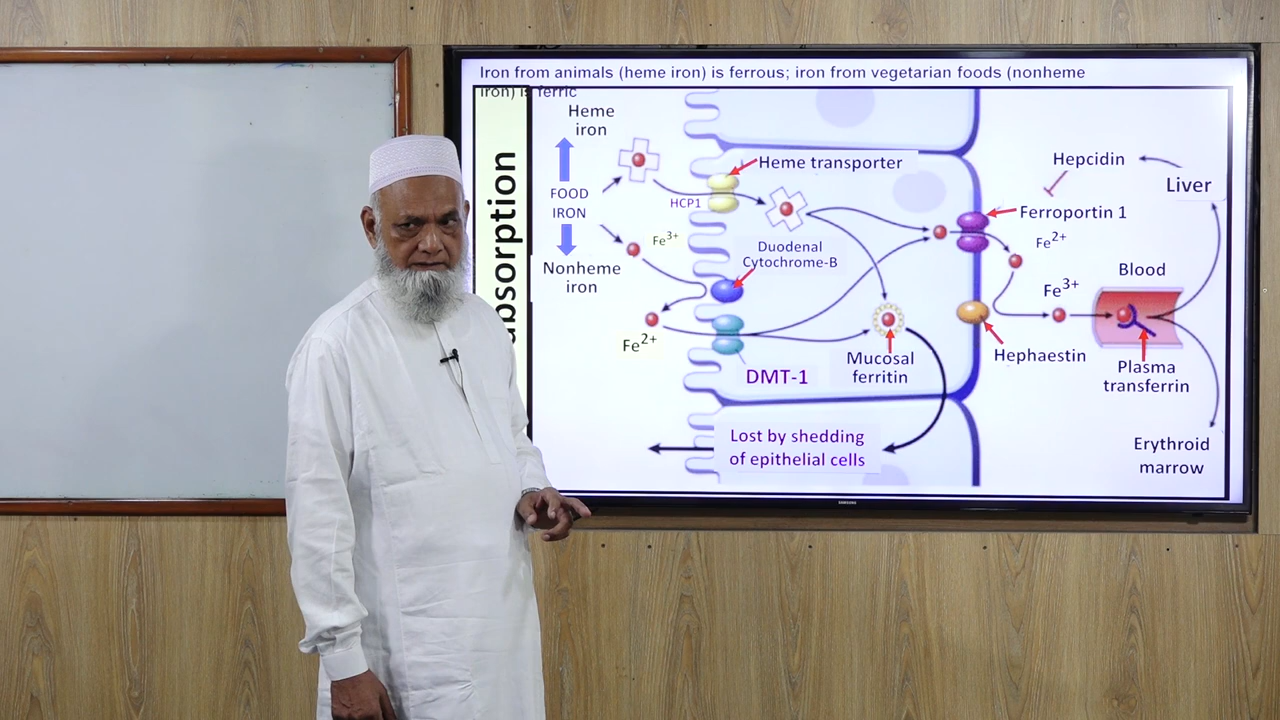 Iron from animals (heme iron) is ferrous; iron from vegetarian foods (nonheme
iron) is ferric
absorption
Heme
iron
FOOD
IRON
Nonheme
iron
Fe3+
Fe2+
HCP1
Heme transporter
Duodenal
Cytochrome-B
DMT-1
Mucosal
ferritin
Lost by shedding
of epithelial cells
Hepcidin
Liver
Ferroportin 1
Fe2+
Fe3+
Blood
Hephaestin
Plasma
transferrin
Erythroid
marrow
SAMSUNG